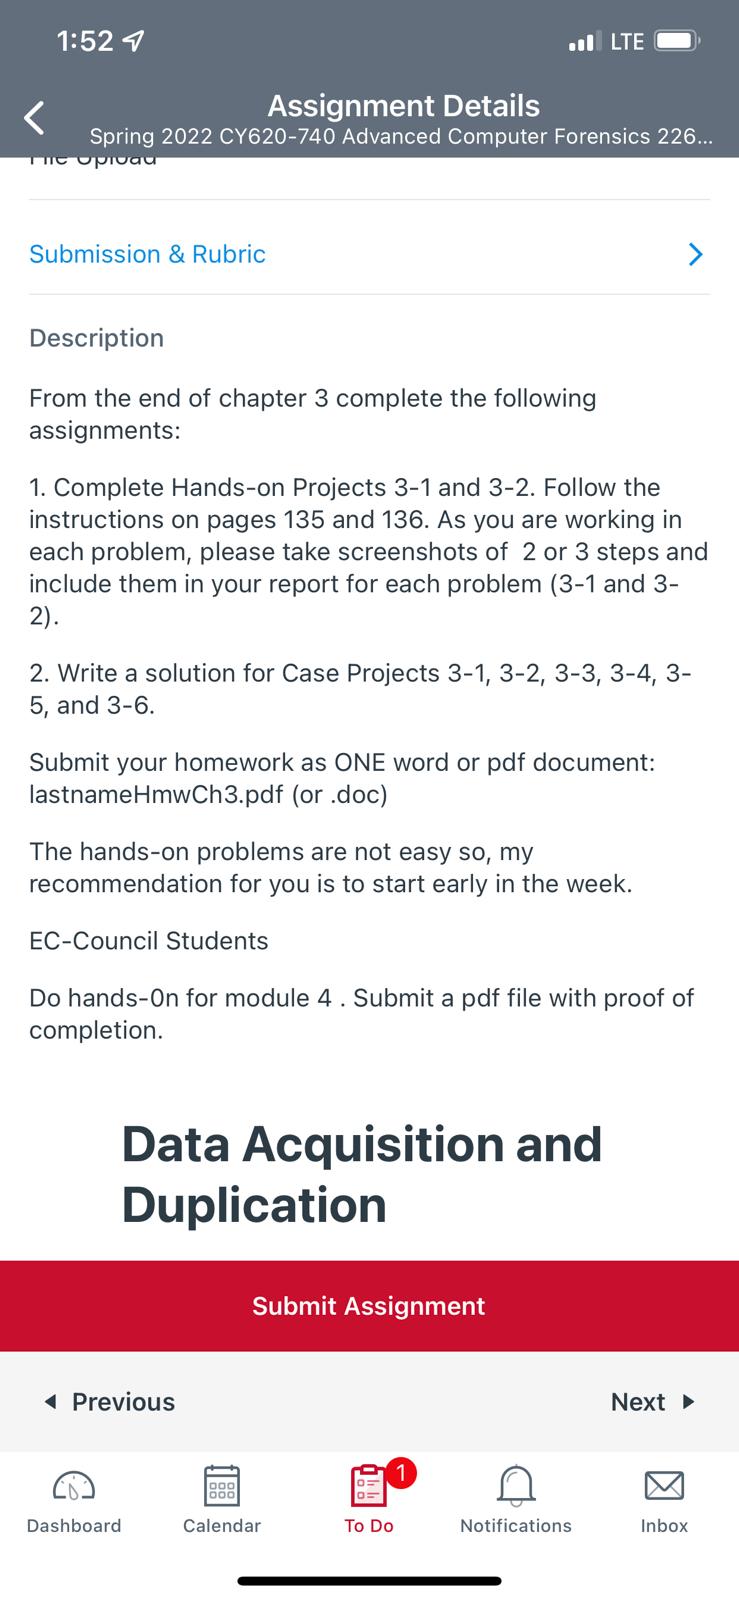 1:52
LTE
Assignment Details
Spring 2022 CY620-740 Advanced Computer Forensics 226...
File Upload
Submission & Rubric
Description
From the end of chapter 3 complete the following
assignments:
1. Complete Hands-on Projects 3-1 and 3-2. Follow the
instructions on pages 135 and 136. As you are working in
each problem, please take screenshots of  2 or 3 steps and
include them in your report for each problem (3-1 and 3-
2).
2. Write a solution for Case Projects 3-1, 3-2, 3-3, 3-4, 3-
5, and 3-6.
Submit your homework as ONE word or pdf document:
lastnameHmwCh3.pdf (or .doc)
The hands-on problems are not easy so, my
recommendation for you is to start early in the week.
EC-Council Students
Do hands-0n for module 4 . Submit a pdf file with proof of
completion.
Data Acquisition and
Duplication
Submit Assignment
Previous
Next
1
Dashboard
Calendar
To Do
Notifications
Inbox